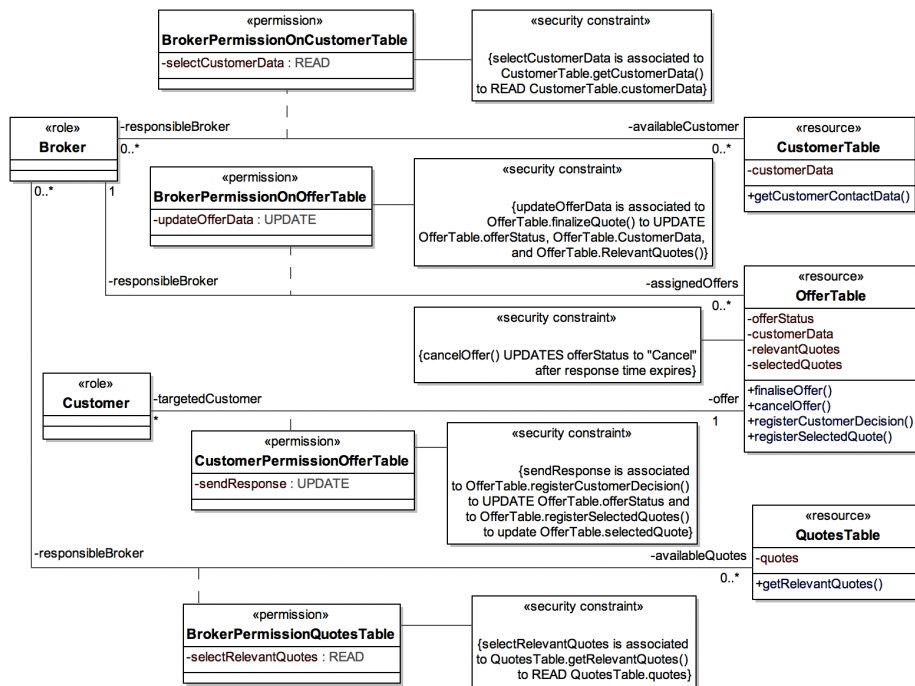 «permission»
BrokerPermissionOnCustomerTable
-selectCustomerData : READ
«security constraint»
{selectCustomerData is associated to
CustomerTable.getCustomerData()
to READ CustomerTable.customerData}
«role»
Broker
-responsibleBroker
0..*
-availableCustomer
0..*
«resource»
CustomerTable
-customerData
+getCustomerContactData()
0..*
1
«permission»
BrokerPermissionOnOfferTable
-updateOfferData : UPDATE
«security constraint»
{updateOfferData is associated to
OfferTable.finalizeQuote() to UPDATE
OfferTable.offerStatus, OfferTable.CustomerData,
and OfferTable.RelevantQuotes()}
-responsibleBroker
-assignedOffers
0..*
«resource»
OfferTable
-offerStatus
-customerData
-relevantQuotes
-selectedQuotes
+finaliseOffer()
+cancelOffer()
+registerCustomerDecision()
+registerSelectedQuote()
«security constraint»
{cancelOffer() UPDATES offerStatus to "Cancel"
after response time expires}
«role»
Customer
-targetedCustomer
*
-offer
1
«permission»
CustomerPermissionOfferTable
-sendResponse : UPDATE
«security constraint»
{sendResponse is associated
to OfferTable.registerCustomerDecision()
to UPDATE OfferTable.offerStatus and
to OfferTable.registerSelectedQuotes()
to update OfferTable.selectedQuote}
-responsibleBroker
-availableQuotes
0..*
«resource»
QuotesTable
-quotes
+getRelevantQuotes()
«permission»
BrokerPermissionQuotesTable
-selectRelevantQuotes : READ
«security constraint»
{selectRelevantQuotes is associated
to QuotesTable.getRelevantQuotes()
to READ QuotesTable.quotes}